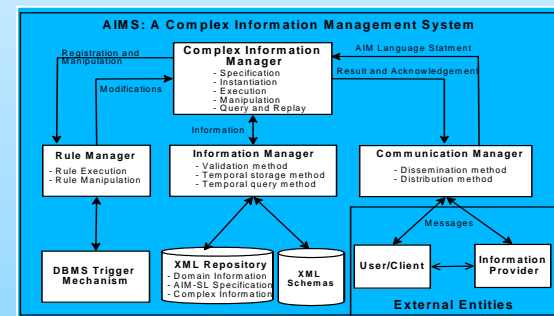 AIMS: A Complex Information Management System
Registration and
Manipulation
Complex Information
Manager
- Specification
- Instantiation
- Execution
- Manipulation
- Query and Replay
AIM Language Statment
Result and Acknowledgement
Modifications
Information
Rule Manager
- Rule Execution
- Rule Manipulation
Information Manager
- Validation method
- Temporal storage method
- Temporal query method
Communication Manager
- Dissemination method
- Distribution method
Messages
DBMS Trigger
Mechanism
XML Repository
- Domain Information
- AIM-SL Specification
- Complex Information
XML
Schemas
User/Client
Information
Provider
External Entities